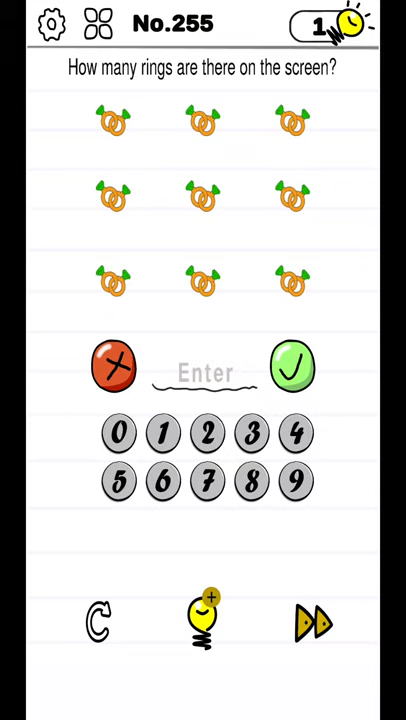 No.255
1
How many rings are there on the screen?
Enter
0 1 2 3 4
5 6 7 8 9